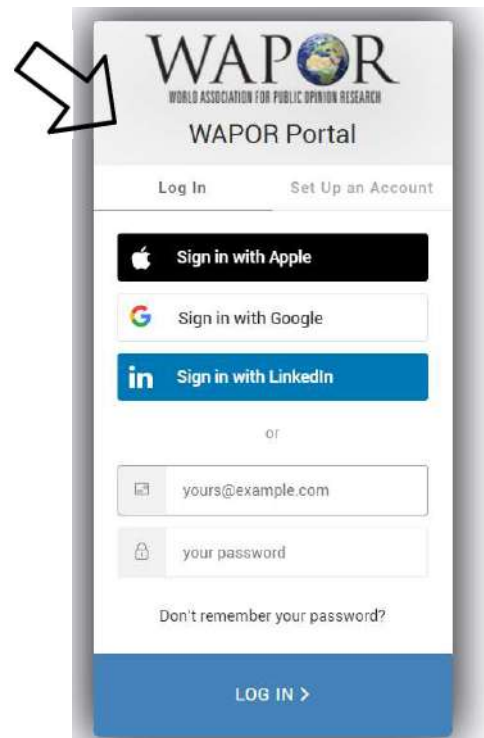 WAPOR
WORLD ASSOCIATION FOR PUBLIC OPINION RESEARCH
WAPOR Portal
Log In Set Up an Account
Sign in with Apple
G Sign in with Google
in Sign in with LinkedIn
or
yours@example.com
your password
Don't remember your password?
LOG IN >